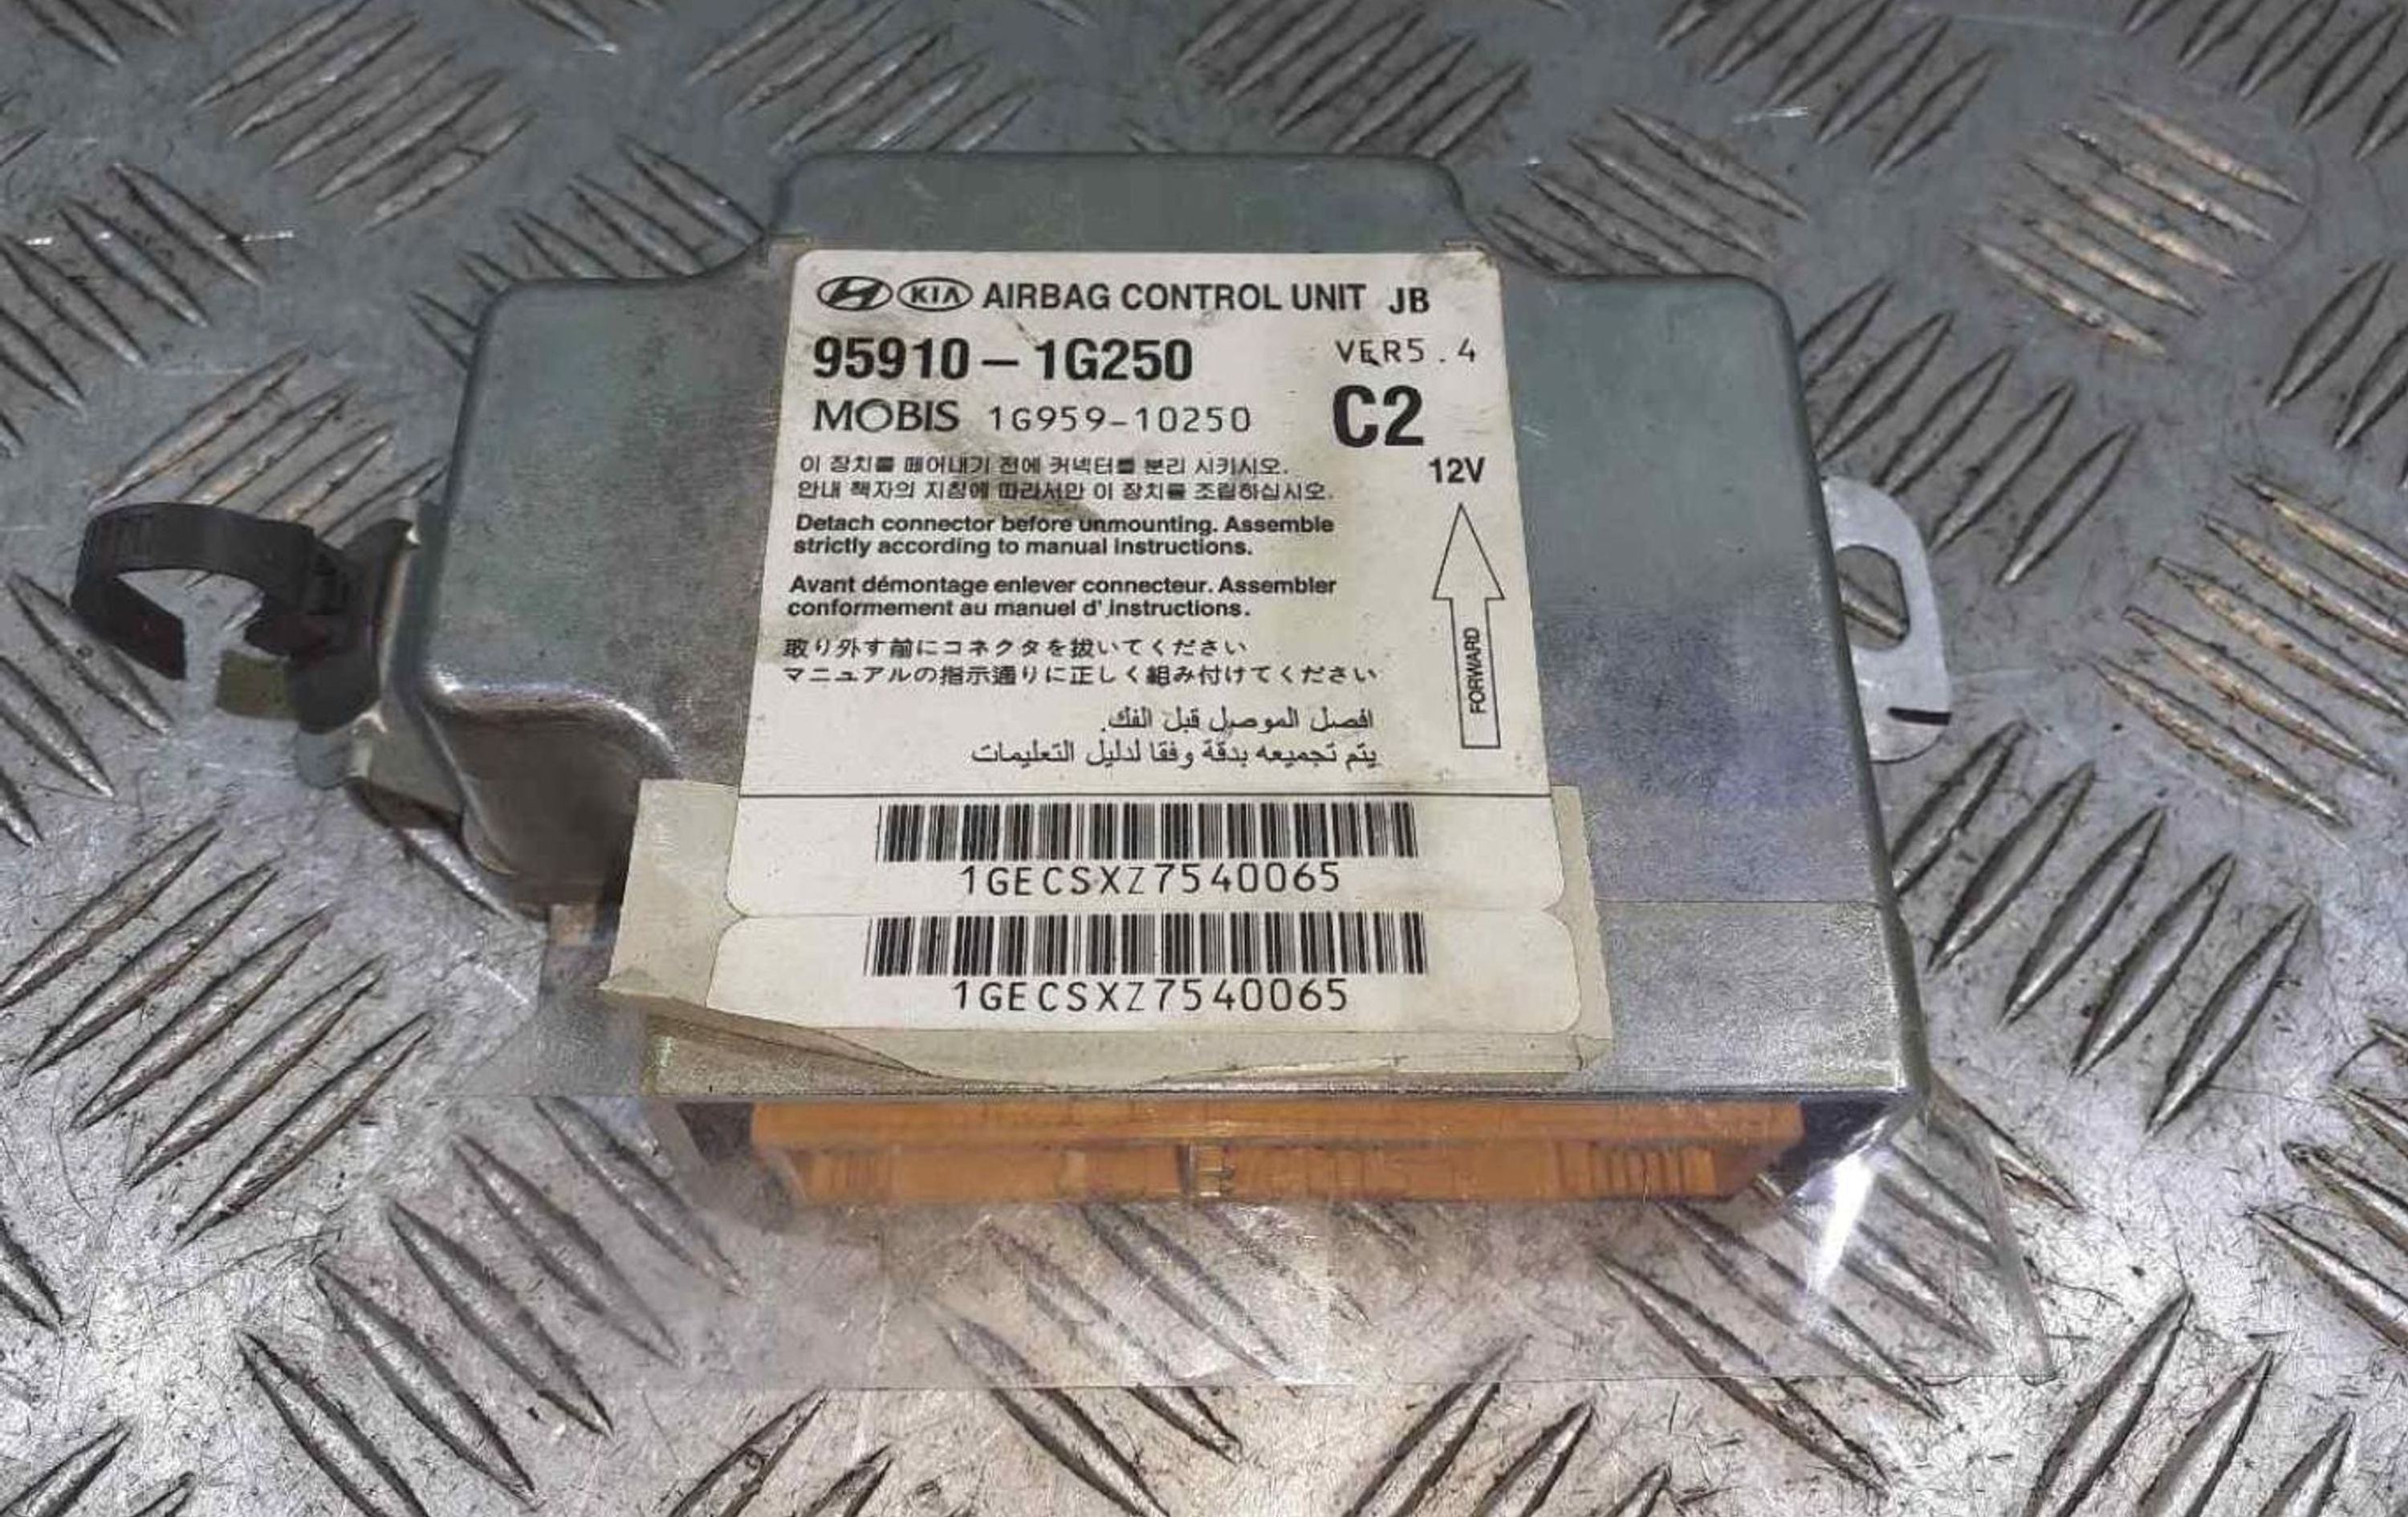 KIA AIRBAG CONTROL UNIT JB
95910-1G250 VER5.4
MOBIS 1G959-10250 C2
이 장치를 떼어내기 전에 커넥터를 분리 시키시오. 12V
안내 책자의 지침에 따라서만 이 장치를 조립하십시오.
Detach connector before unmounting. Assemble
strictly according to manual instructions.
Avant démontage enlever connecteur. Assembler
conformement au manuel d' instructions.
FORWARD
取り外す前にコネクタを抜いてください
マニュアルの指示通りに正しく組み付けてください
افصل الموصل قبل الفك.
يتم تجميعه بدقة وفقا لدليل التعليمات
1GECSXZ7540065
1GECSXZ7540065